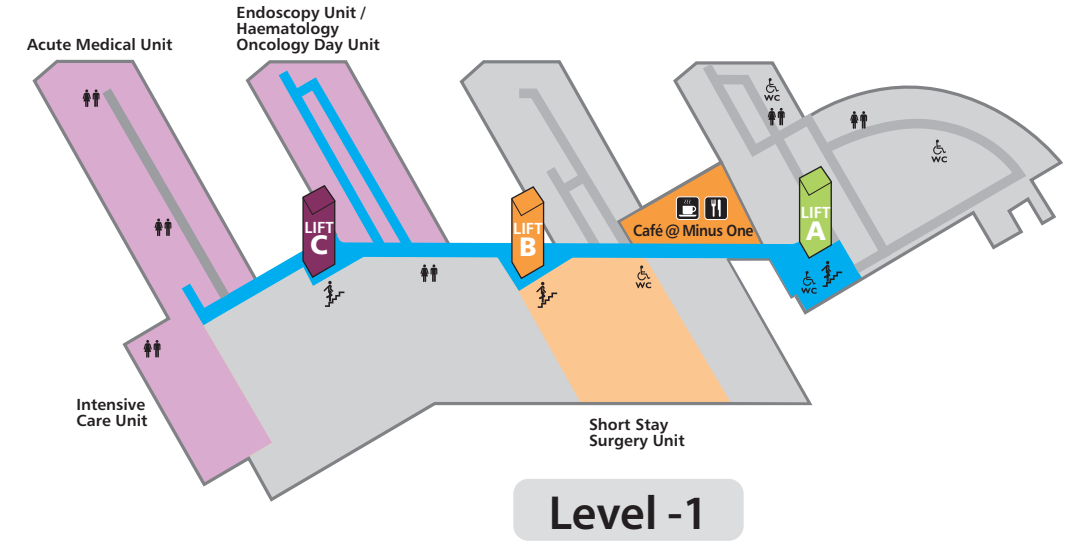 Endoscopy Unit /
Haematology
Oncology Day Unit
Acute Medical Unit
WC
WC
LIFT
A
LIFT
C
LIFT
B
Café @ Minus One
WC
WC
Intensive
Care Unit
Short Stay
Surgery Unit
Level -1